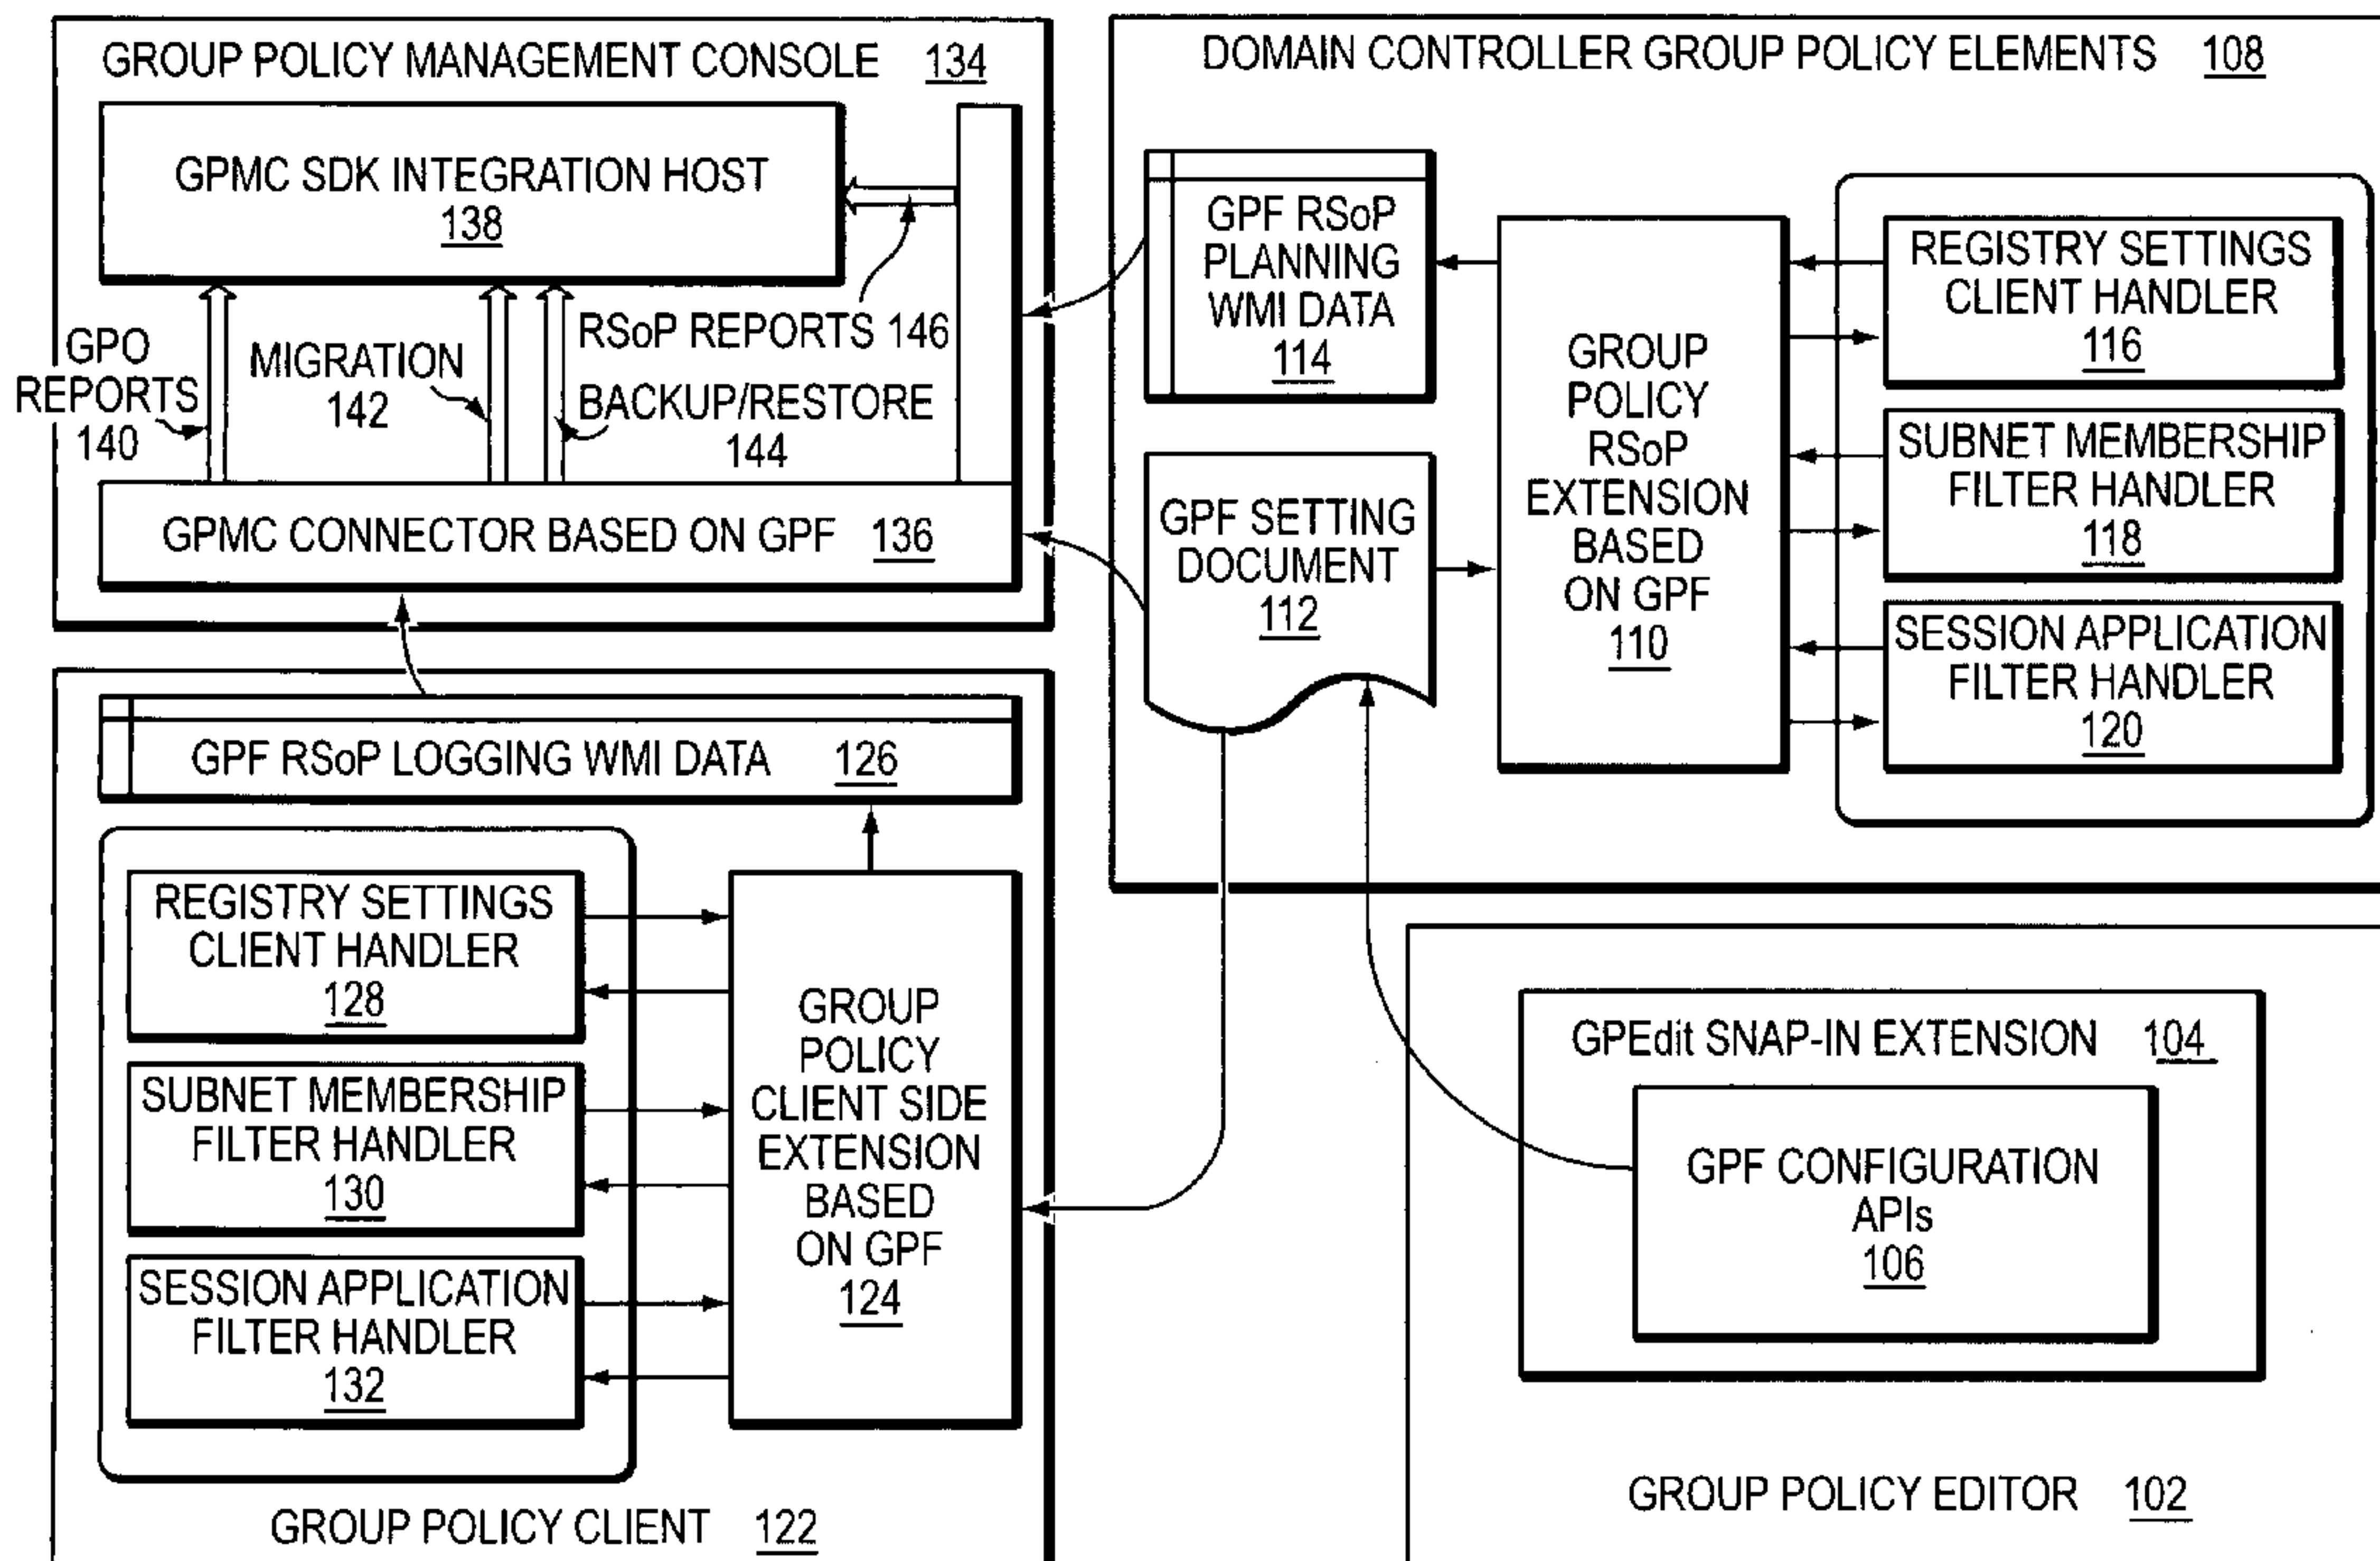 GROUP POLICY MANAGEMENT CONSOLE 134
GPMC SDK INTEGRATION HOST
138
GPO
REPORTS
140
MIGRATION
142
RSoP REPORTS 146
BACKUP/RESTORE
144
GPMC CONNECTOR BASED ON GPF 136
DOMAIN CONTROLLER GROUP POLICY ELEMENTS 108
GPF RSoP
PLANNING
WMI DATA
114
GPF SETTING
DOCUMENT
112
GROUP
POLICY
RSoP
EXTENSION
BASED
ON GPF
110
REGISTRY SETTINGS
CLIENT HANDLER
116
SUBNET MEMBERSHIP
FILTER HANDLER
118
SESSION APPLICATION
FILTER HANDLER
120
GPF RSoP LOGGING WMI DATA 126
REGISTRY SETTINGS
CLIENT HANDLER
128
SUBNET MEMBERSHIP
FILTER HANDLER
130
SESSION APPLICATION
FILTER HANDLER
132
GROUP
POLICY
CLIENT SIDE
EXTENSION
BASED
ON GPF
124
GROUP POLICY CLIENT 122
GPEdit SNAP-IN EXTENSION 104
GPF CONFIGURATION
APIs
106
GROUP POLICY EDITOR 102